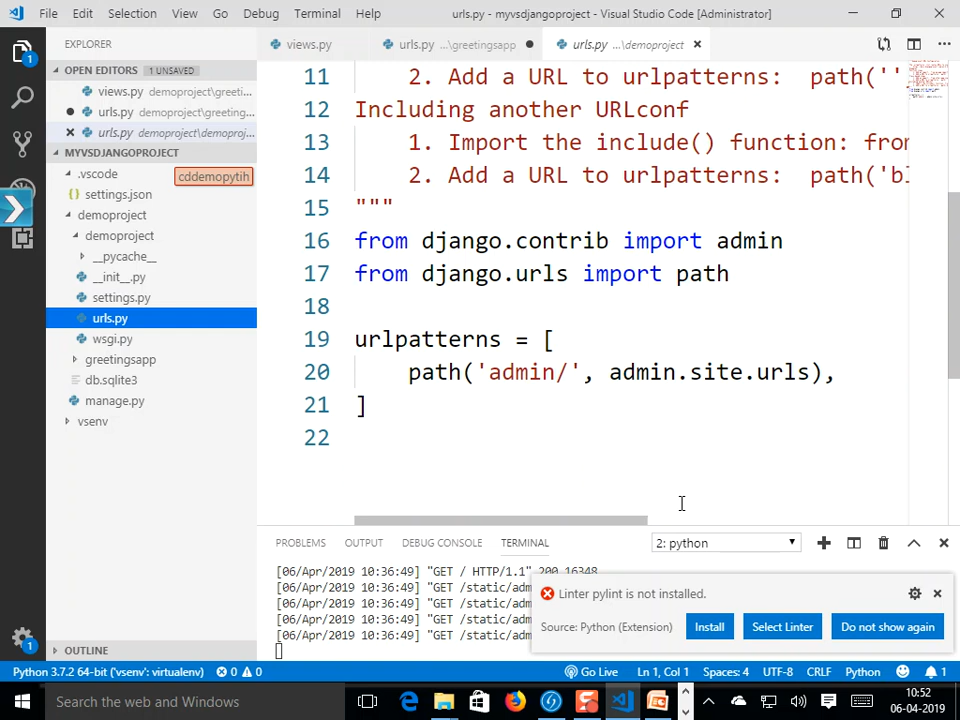 File Edit Selection View Go Debug Terminal Help urls.py - myvsdjangoproject - Visual Studio Code [Administrator]
EXPLORER
OPEN EDITORS 1 UNSAVED
views.py demoproject\greeti...
urls.py demoproject\greeting...
urls.py demoproject\demoproj...
MYVSDJANGOPROJECT
.vscode
cddemopytih
{} settings.json
demoproject
demoproject
__pycache__
__init__.py
settings.py
urls.py
wsgi.py
greetingsapp
db.sqlite3
manage.py
vsenv
OUTLINE
views.py urls.py ...\greetingsapp urls.py ...\demoproject
11 2. Add a URL to urlpatterns: path(''
12 Including another URLconf
13 1. Import the include() function: from
14 2. Add a URL to urlpatterns: path('bl
15 """
16 from django.contrib import admin
17 from django.urls import path
18
19 urlpatterns = [
20 path('admin/', admin.site.urls),
21 ]
22
PROBLEMS OUTPUT DEBUG CONSOLE TERMINAL 2: python
[06/Apr/2019 10:36:49] "GET / HTTP/1.1" 200 16348
[06/Apr/2019 10:36:49] "GET /static/adm
[06/Apr/2019 10:36:49] "GET /static/adm
[06/Apr/2019 10:36:49] "GET /static/adm
[06/Apr/2019 10:36:49] "GET /static/adm
Linter pylint is not installed.
Source: Python (Extension) Install Select Linter Do not show again
Python 3.7.2 64-bit ('vsenv': virtualenv) 0 0 Go Live Ln 1, Col 1 Spaces: 4 UTF-8 CRLF Python 1
Search the web and Windows
10:52
06-04-2019